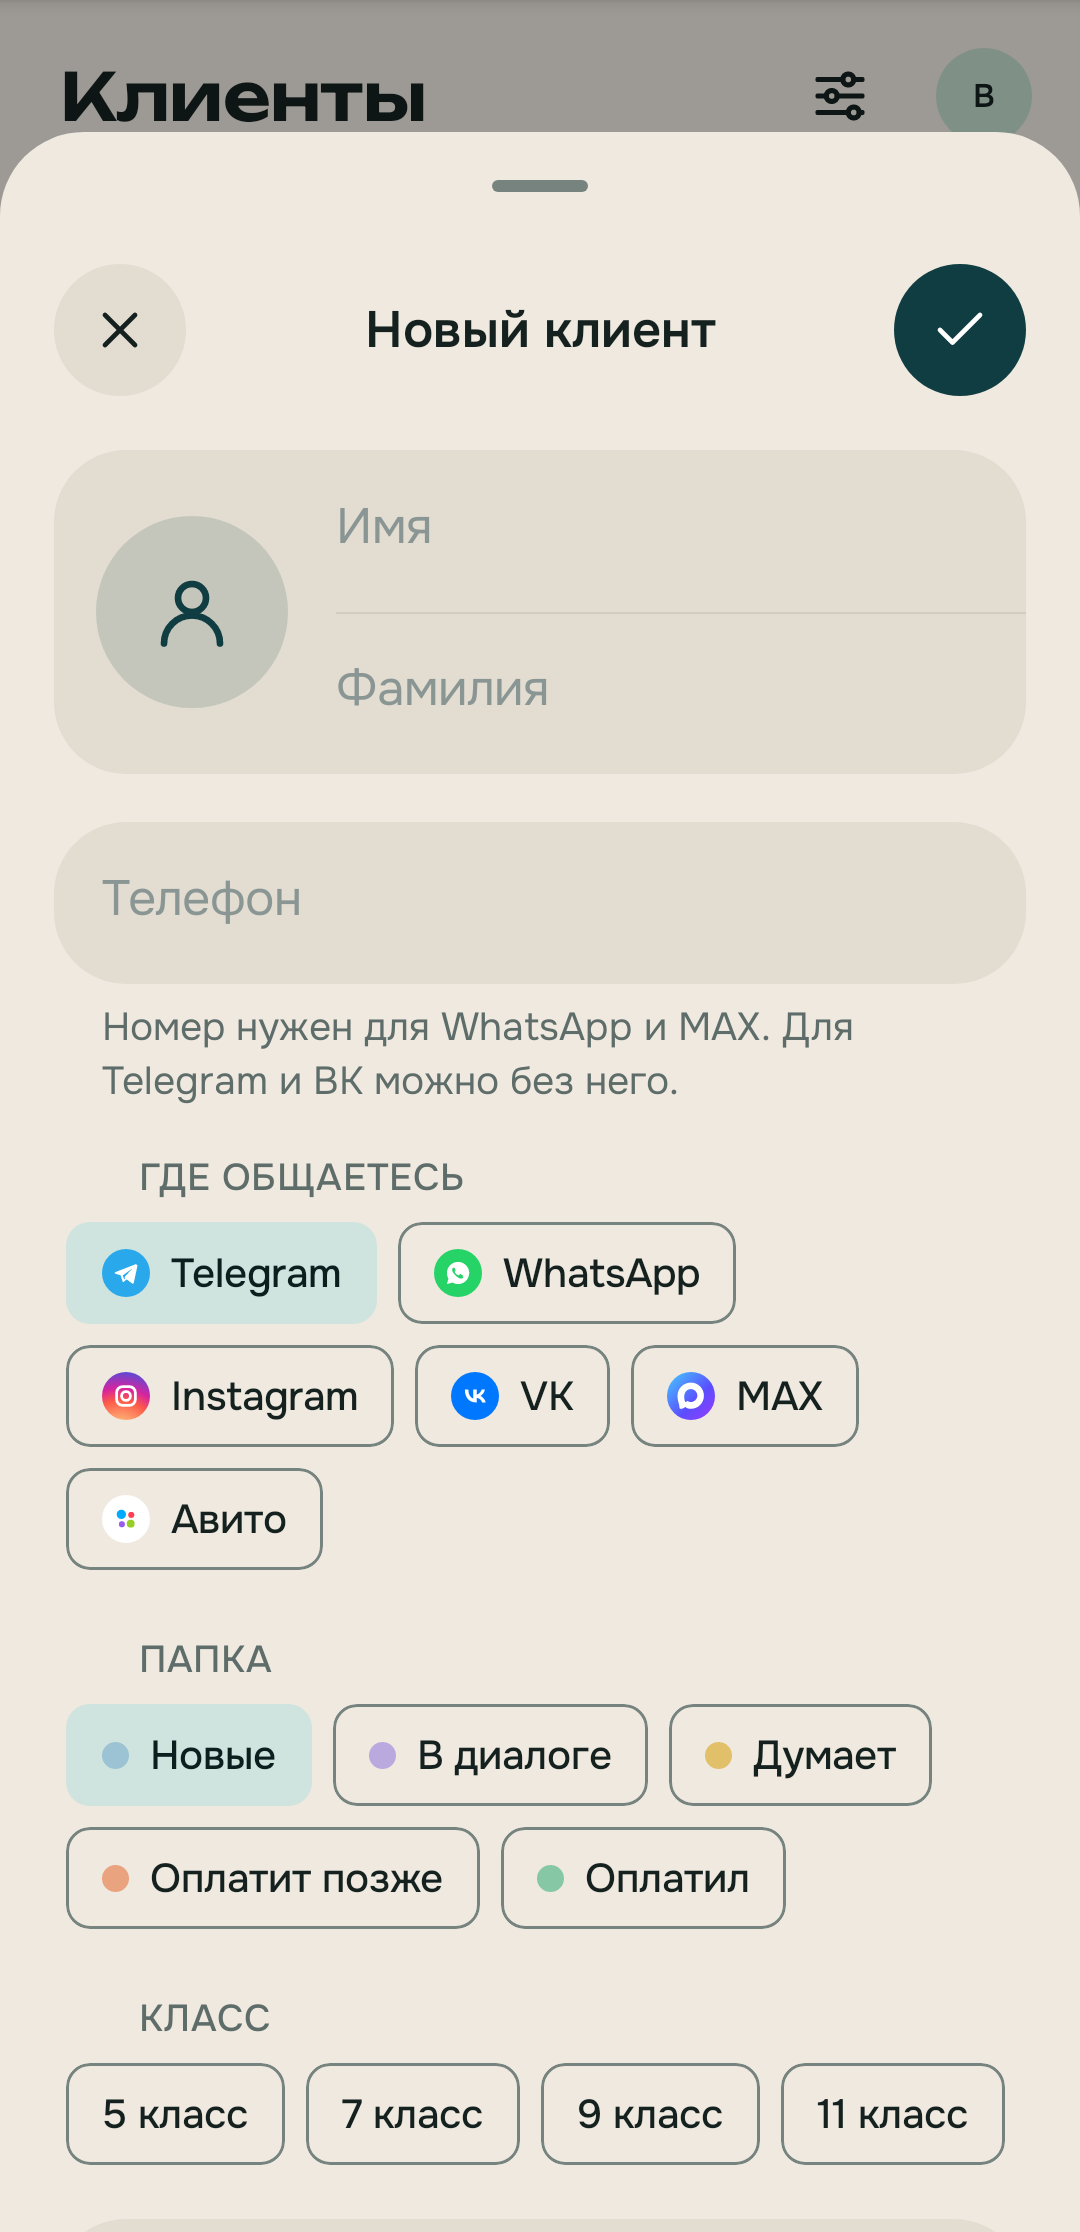 Клиенты
В
Новый клиент
Имя
Фамилия
Телефон
Номер нужен для WhatsApp и MAX. Для
Telegram и ВК можно без него.
ГДЕ ОБЩАЕТЕСЬ
Telegram WhatsApp
Instagram VK MAX
Авито
ПАПКА
Новые В диалоге Думает
Оплатит позже Оплатил
КЛАСС
5 класс 7 класс 9 класс 11 класс